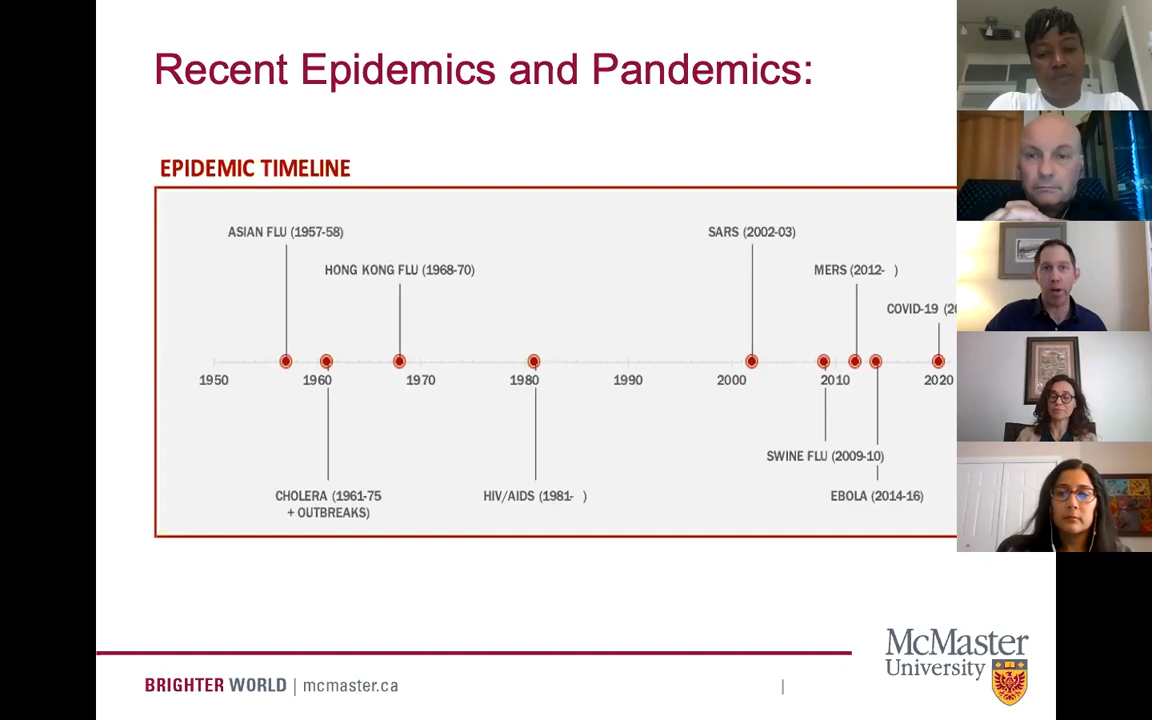 Recent Epidemics and Pandemics:
EPIDEMIC TIMELINE
ASIAN FLU (1957-58)
SARS (2002-03)
HONG KONG FLU (1968-70)
MERS (2012- )
COVID-19 (20
1950 1960 1970 1980 1990 2000 2010 2020
SWINE FLU (2009-10)
CHOLERA (1961-75
+ OUTBREAKS)
HIV/AIDS (1981- )
EBOLA (2014-16)
McMaster
University
BRIGHTER WORLD | mcmaster.ca